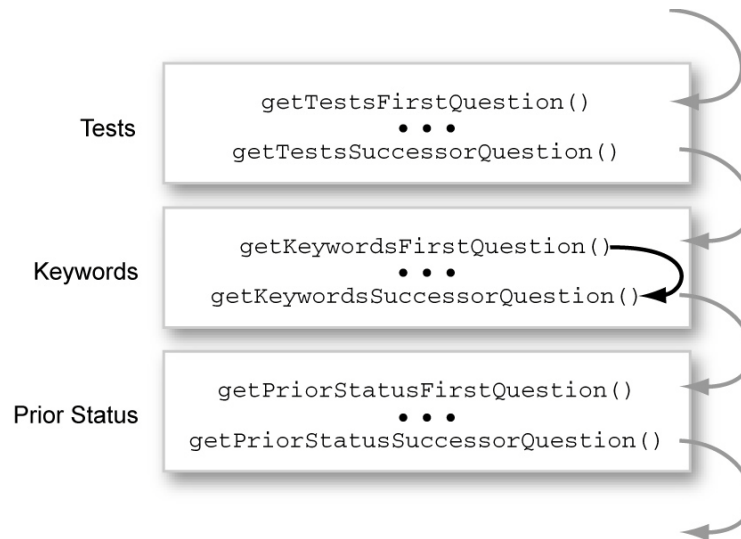 getTestsFirstQuestion()
Tests
• • •
getTestsSuccessorQuestion()
getKeywordsFirstQuestion()
Keywords
• • •
getKeywordsSuccessorQuestion()
getPriorStatusFirstQuestion()
Prior Status
• • •
getPriorStatusSuccessorQuestion()